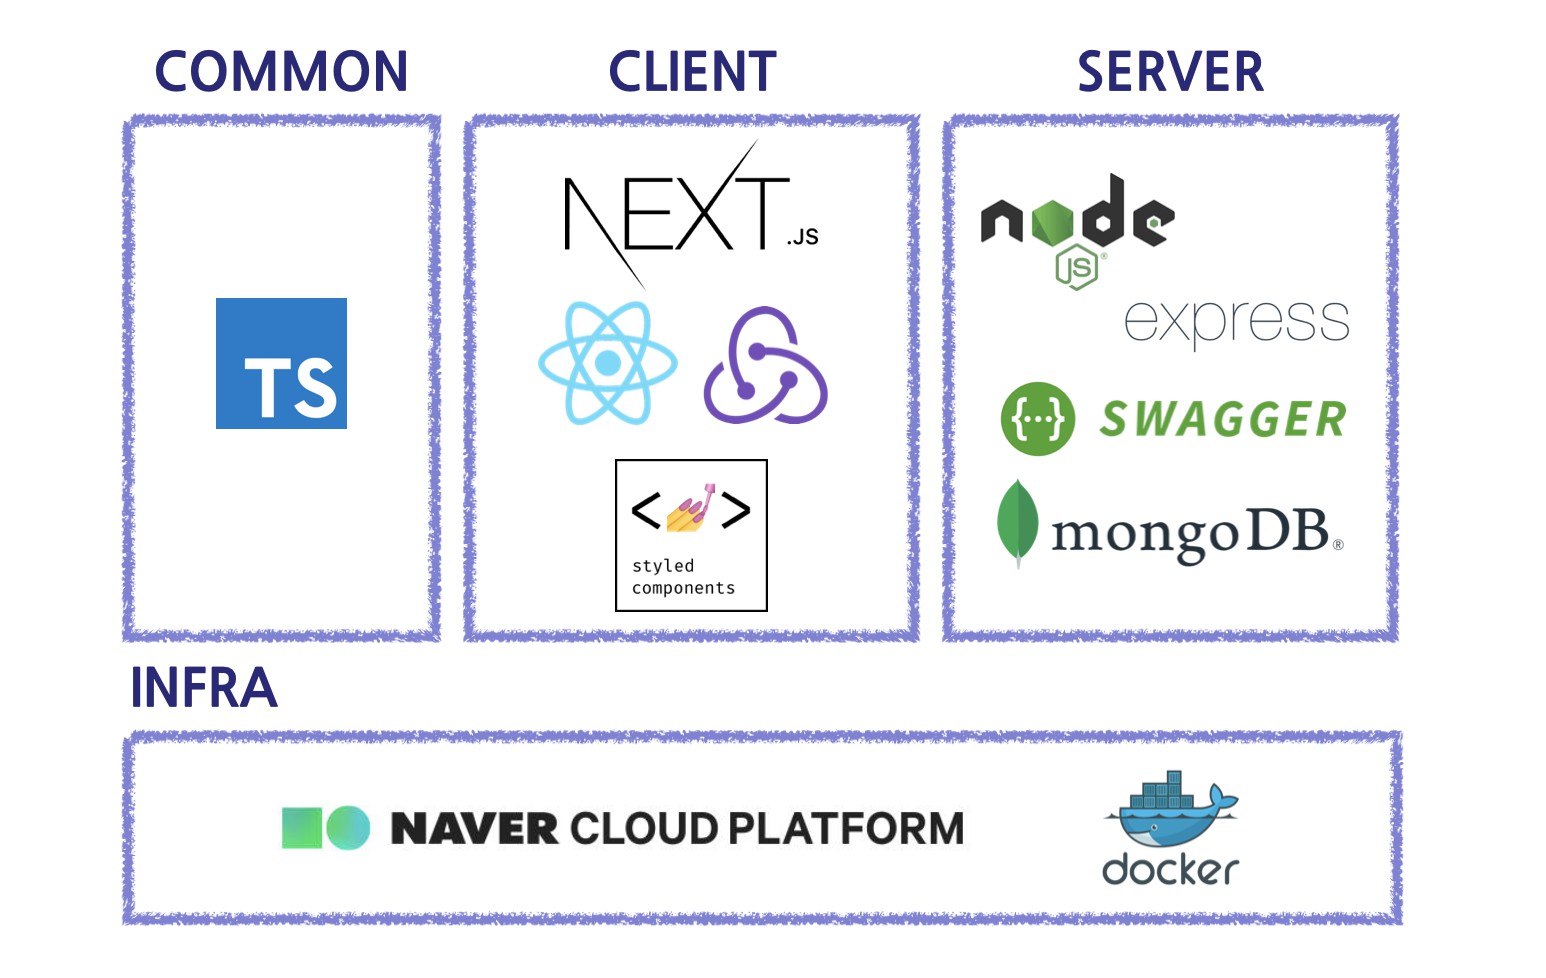 COMMON
CLIENT
SERVER
TS
NEXT.JS
styled
components
node
JS®
express
{···} SWAGGER
mongoDB®
INFRA
NAVER CLOUD PLATFORM
docker